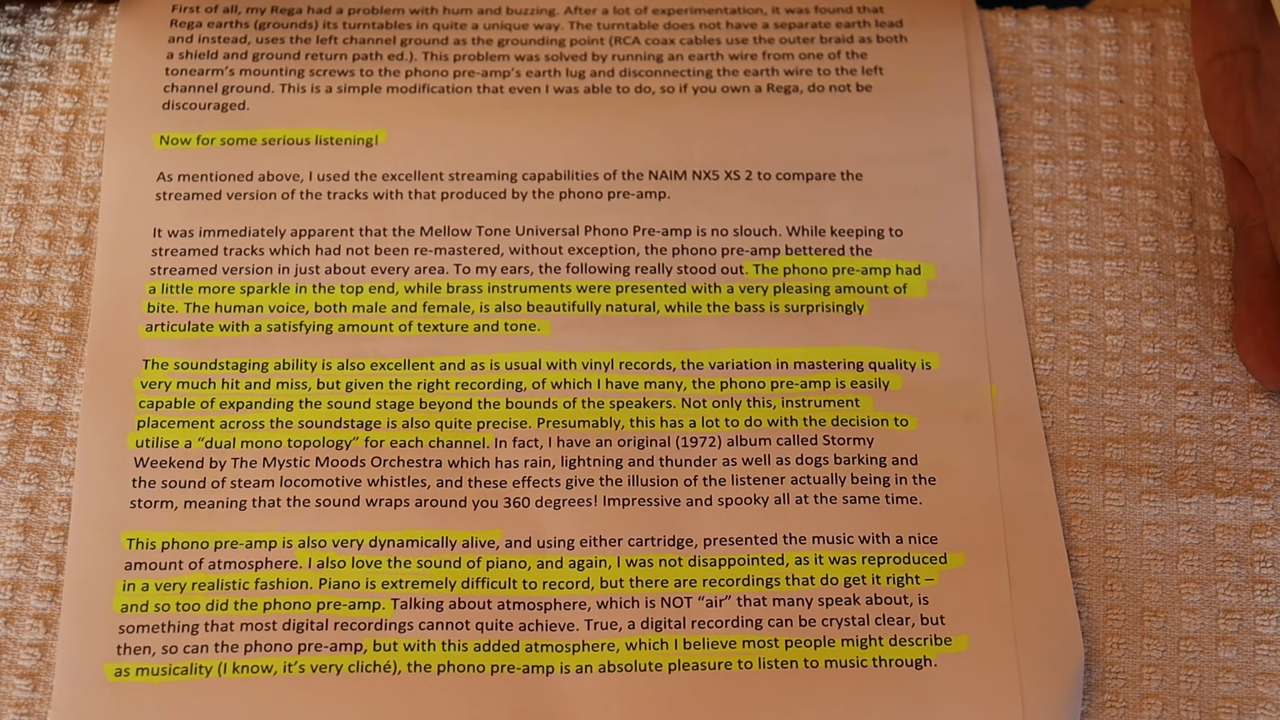 First of all, my Rega had a problem with hum and buzzing. After a lot of experimentation, it was found that
Rega earths (grounds) its turntables in quite a unique way. The turntable does not have a separate earth lead
and instead, uses the left channel ground as the grounding point (RCA coax cables use the outer braid as both
a shield and ground return path ed.). This problem was solved by running an earth wire from one of the
tonearm's mounting screws to the phono pre-amp's earth lug and disconnecting the earth wire to the left
channel ground. This is a simple modification that even I was able to do, so if you own a Rega, do not be
discouraged.
Now for some serious listening!
As mentioned above, I used the excellent streaming capabilities of the NAIM NX5 XS 2 to compare the
streamed version of the tracks with that produced by the phono pre-amp.
It was immediately apparent that the Mellow Tone Universal Phono Pre-amp is no slouch. While keeping to
streamed tracks which had not been re-mastered, without exception, the phono pre-amp bettered the
streamed version in just about every area. To my ears, the following really stood out. The phono pre-amp had
a little more sparkle in the top end, while brass instruments were presented with a very pleasing amount of
bite. The human voice, both male and female, is also beautifully natural, while the bass is surprisingly
articulate with a satisfying amount of texture and tone.
The soundstaging ability is also excellent and as is usual with vinyl records, the variation in mastering quality is
very much hit and miss, but given the right recording, of which I have many, the phono pre-amp is easily
capable of expanding the sound stage beyond the bounds of the speakers. Not only this, instrument
placement across the soundstage is also quite precise. Presumably, this has a lot to do with the decision to
utilise a “dual mono topology” for each channel. In fact, I have an original (1972) album called Stormy
Weekend by The Mystic Moods Orchestra which has rain, lightning and thunder as well as dogs barking and
the sound of steam locomotive whistles, and these effects give the illusion of the listener actually being in the
storm, meaning that the sound wraps around you 360 degrees! Impressive and spooky all at the same time.
This phono pre-amp is also very dynamically alive, and using either cartridge, presented the music with a nice
amount of atmosphere. I also love the sound of piano, and again, I was not disappointed, as it was reproduced
in a very realistic fashion. Piano is extremely difficult to record, but there are recordings that do get it right –
and so too did the phono pre-amp. Talking about atmosphere, which is NOT “air” that many speak about, is
something that most digital recordings cannot quite achieve. True, a digital recording can be crystal clear, but
then, so can the phono pre-amp, but with this added atmosphere, which I believe most people might describe
as musicality (I know, it's very cliché), the phono pre-amp is an absolute pleasure to listen to music through.